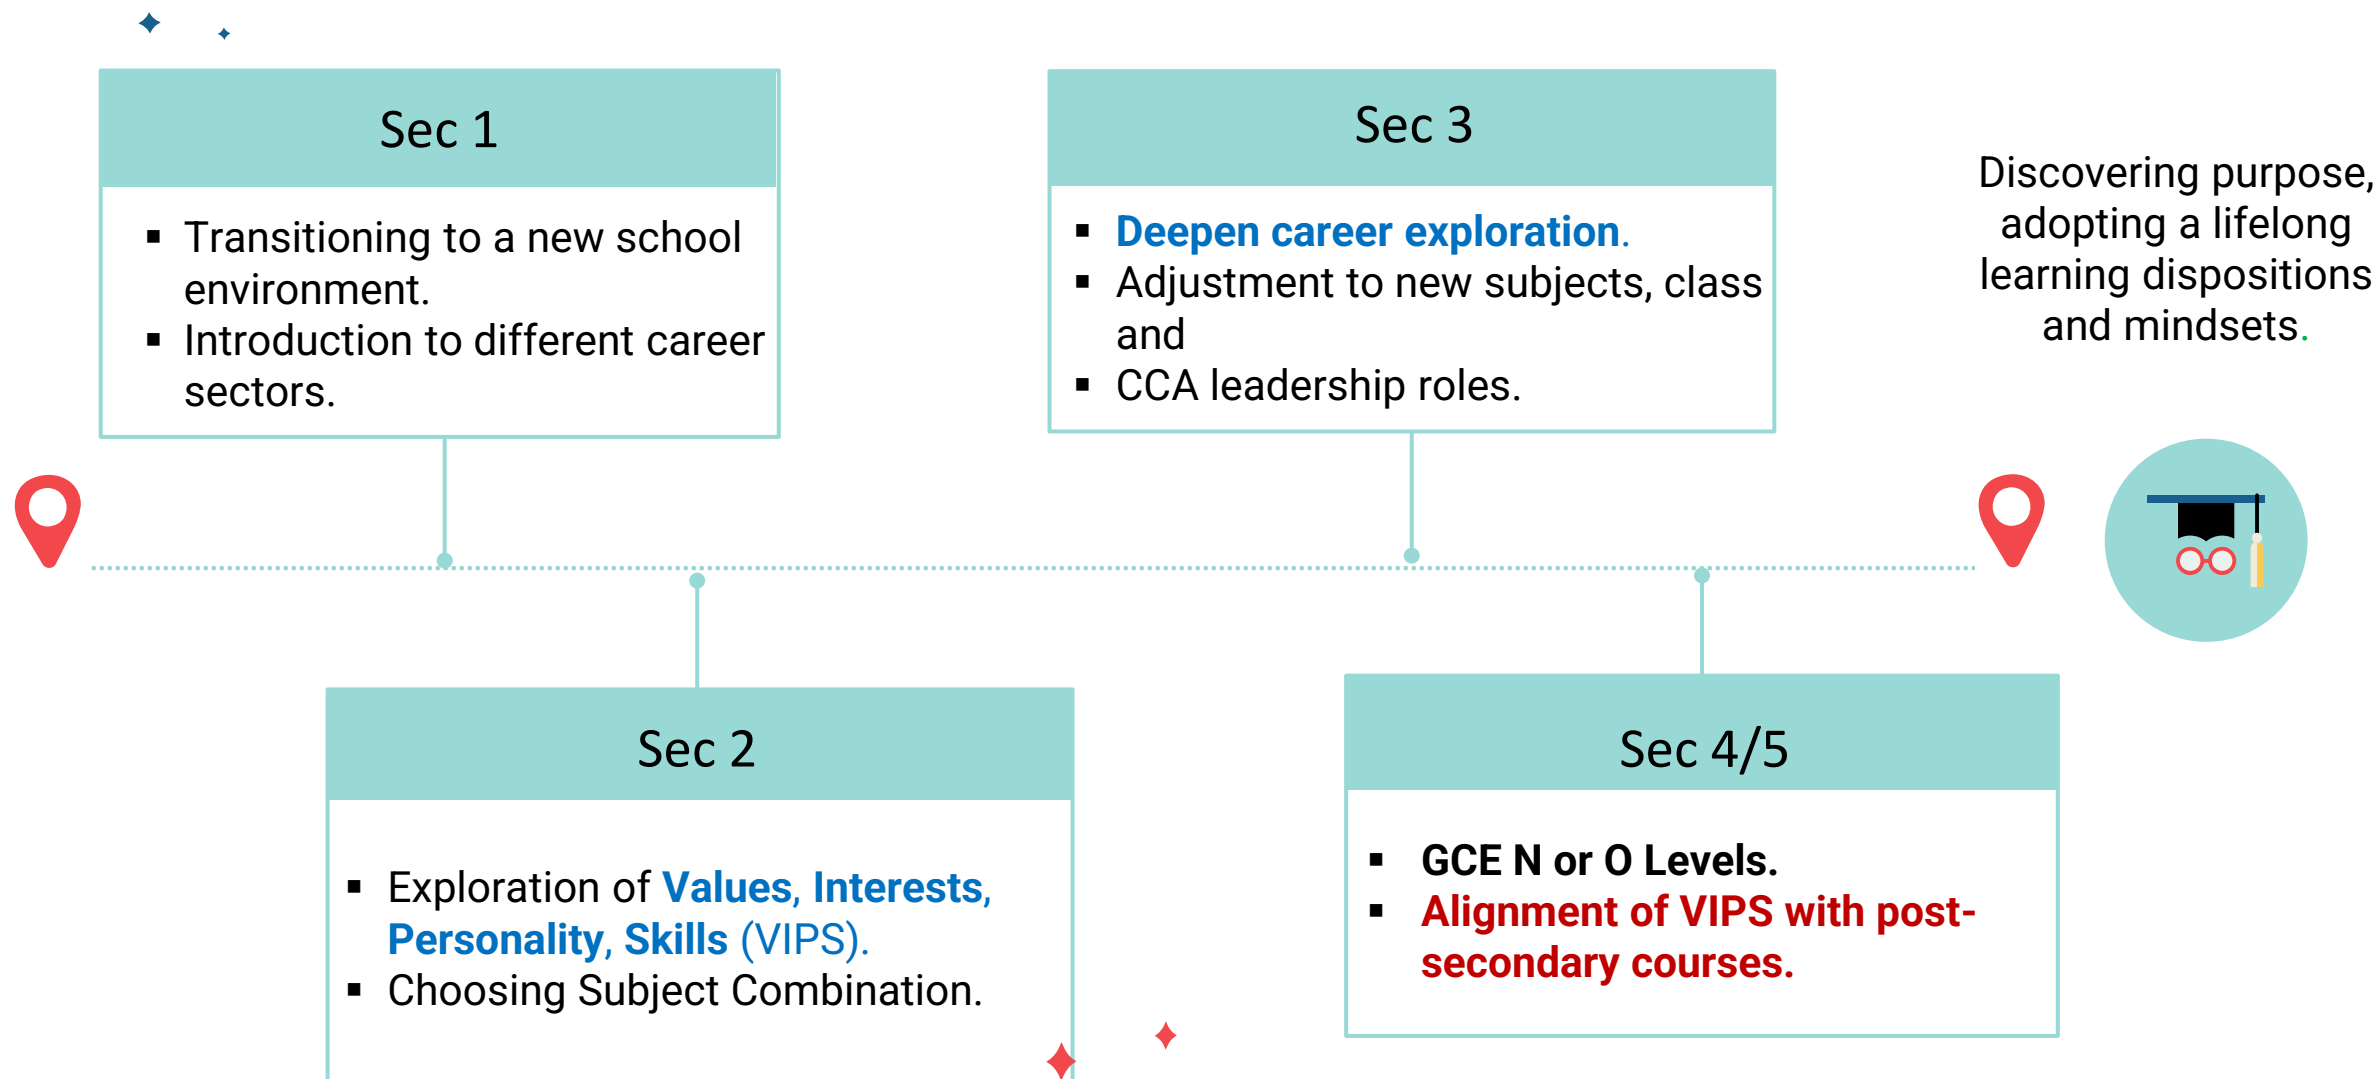 Sec 1
▪ Transitioning to a new school
environment.
▪ Introduction to different career
sectors.
Sec 2
▪ Exploration of Values, Interests,
Personality, Skills (VIPS).
▪ Choosing Subject Combination.
Sec 3
▪ Deepen career exploration.
▪ Adjustment to new subjects, class
and
▪ CCA leadership roles.
Sec 4/5
▪ GCE N or O Levels.
▪ Alignment of VIPS with post-
secondary courses.
Discovering purpose,
adopting a lifelong
learning dispositions
and mindsets.